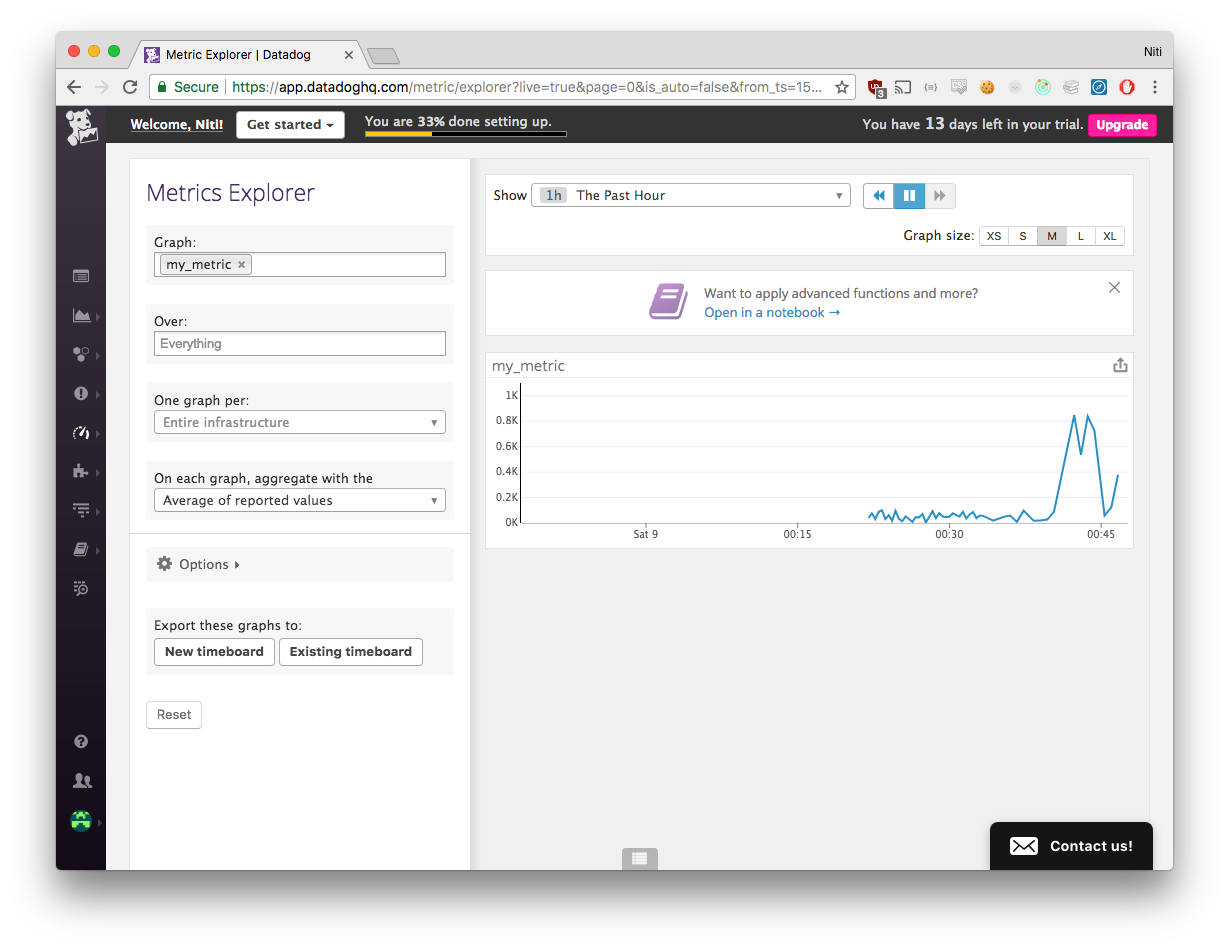 Metric Explorer | Datadog
Niti
Secure https://app.datadoghq.com/metric/explorer?live=true&page=0&is_auto=false&from_ts=15...
3
Welcome, Niti!
Get started
You are 33% done setting up.
You have 13 days left in your trial.
Upgrade
Metrics Explorer
Graph:
my_metric ×
Over:
Everything
One graph per:
Entire infrastructure
On each graph, aggregate with the
Average of reported values
Options
Export these graphs to:
New timeboard
Existing timeboard
Reset
Show
1h The Past Hour
Graph size:
XS S M L XL
Want to apply advanced functions and more?
Open in a notebook →
my_metric
1K
0.8K
0.6K
0.4K
0.2K
0K
Sat 9
00:15
00:30
00:45
Contact us!